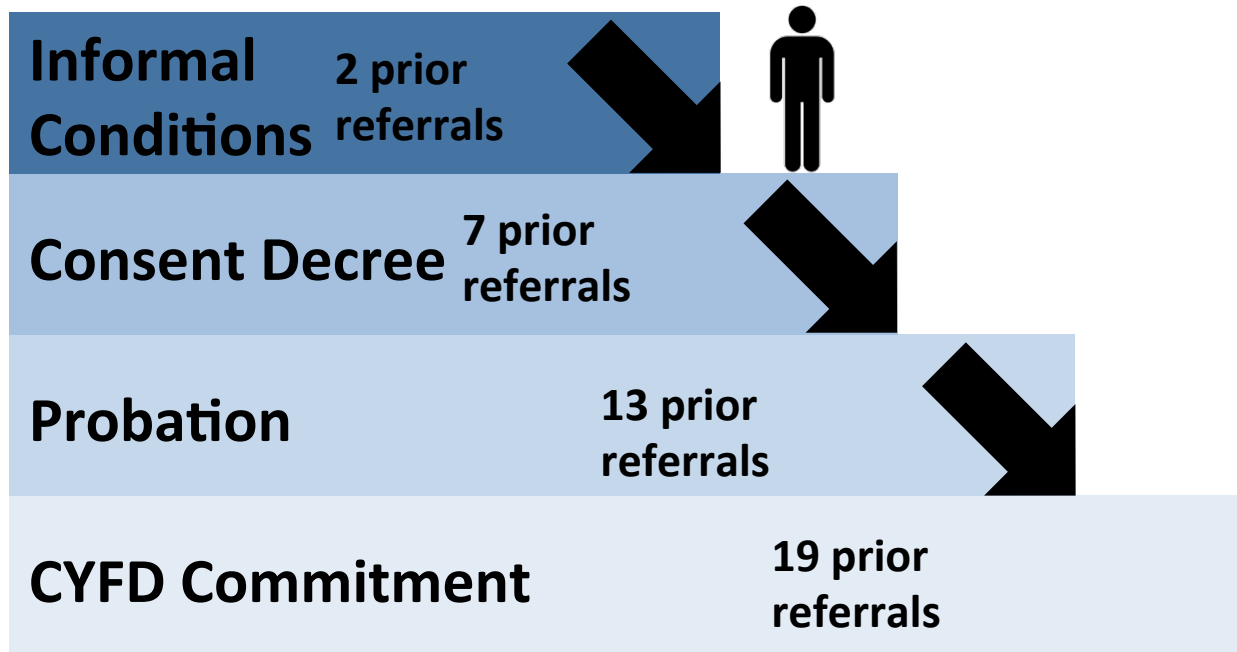 Informal
Conditions
2 prior
referrals
Consent Decree
7 prior
referrals
Probation
13 prior
referrals
CYFD Commitment
19 prior
referrals